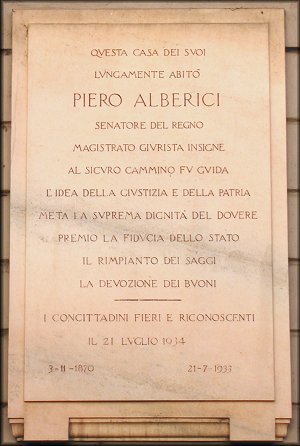 QVESTA CASA DEI SVOI
LVNGAMENTE ABITÒ
PIERO ALBERICI
SENATORE DEL REGNO
MAGISTRATO GIVRISTA INSIGNE
AL SICVRO CAMMINO FV GVIDA
L'IDEA DELLA GIVSTIZIA E DELLA PATRIA
META LA SVPREMA DIGNITÀ DEL DOVERE
PREMIO LA FIDVCIA DELLO STATO
IL RIMPIANTO DEI SAGGI
LA DEVOZIONE DEI BVONI
I CONCITTADINI FIERI E RICONOSCENTI
IL 21 LVGLIO 1934
3-11-1870 21-7-1933